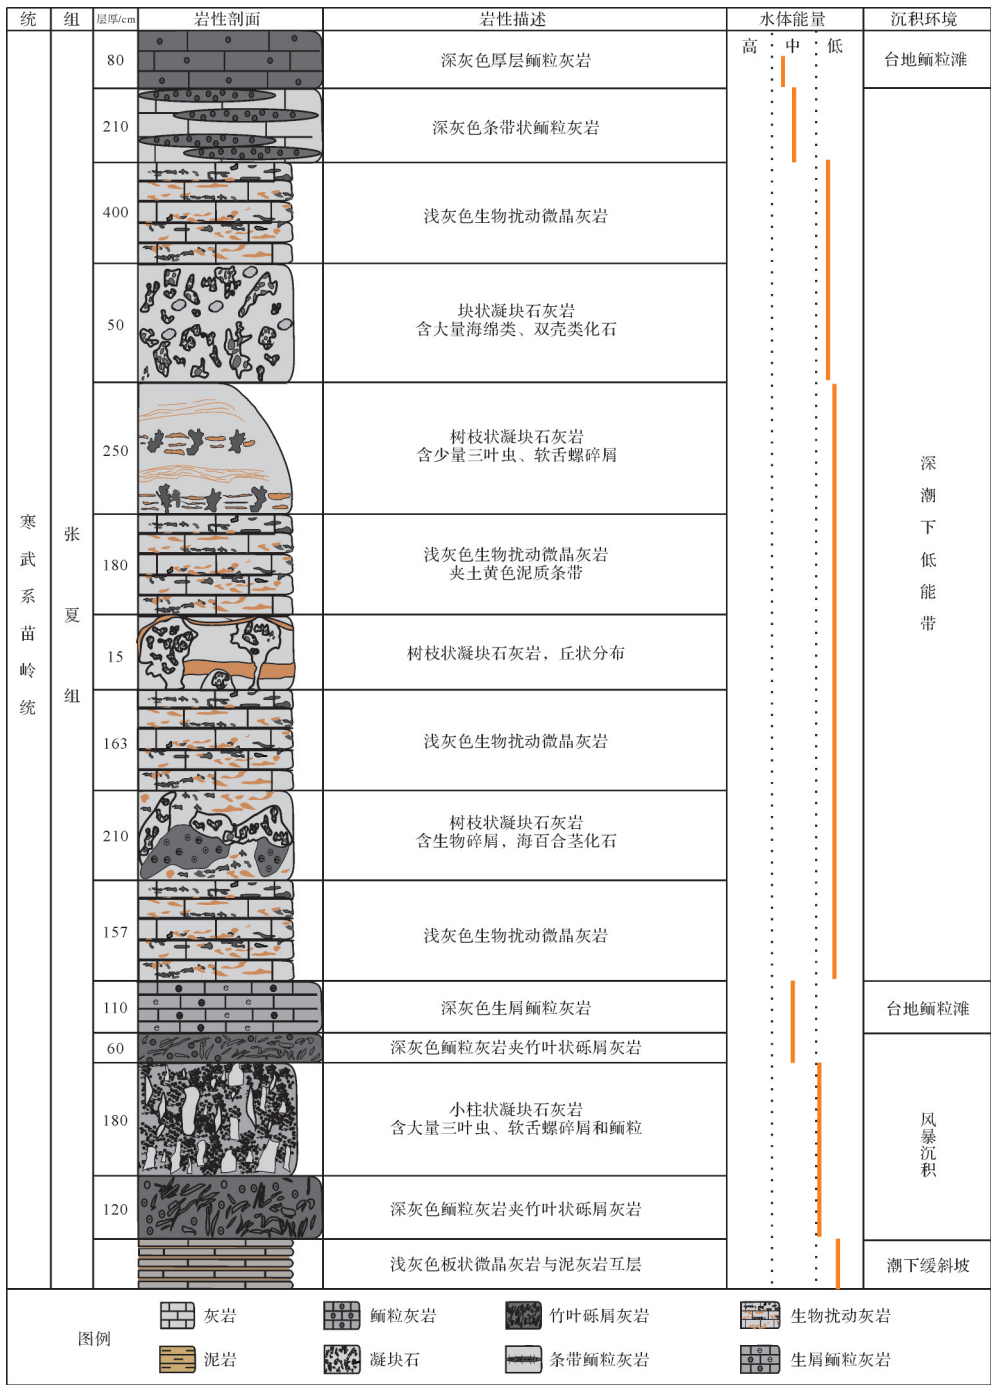 统 组 层厚/cm 岩性剖面 岩性描述 水体能量 沉积环境
高 中 低
80 深灰色厚层鲕粒灰岩 台地鲕粒滩
210 深灰色条带状鲕粒灰岩
400 浅灰色生物扰动微晶灰岩
50 块状凝块石灰岩
含大量海绵类、双壳类化石
250 树枝状凝块石灰岩
含少量三叶虫、软舌螺碎屑
深潮下低能带
寒武系苗岭统
张夏组
180 浅灰色生物扰动微晶灰岩
夹土黄色泥质条带
15 树枝状凝块石灰岩，丘状分布
163 浅灰色生物扰动微晶灰岩
210 树枝状凝块石灰岩
含生物碎屑，海百合茎化石
157 浅灰色生物扰动微晶灰岩
110 深灰色生屑鲕粒灰岩 台地鲕粒滩
60 深灰色鲕粒灰岩夹竹叶状砾屑灰岩
180 小柱状凝块石灰岩
含大量三叶虫、软舌螺碎屑和鲕粒
风暴沉积
120 深灰色鲕粒灰岩夹竹叶状砾屑灰岩
浅灰色板状微晶灰岩与泥灰岩互层 潮下缓斜坡
图例
灰岩 鲕粒灰岩 竹叶砾屑灰岩 生物扰动灰岩
泥岩 凝块石 条带鲕粒灰岩 生屑鲕粒灰岩